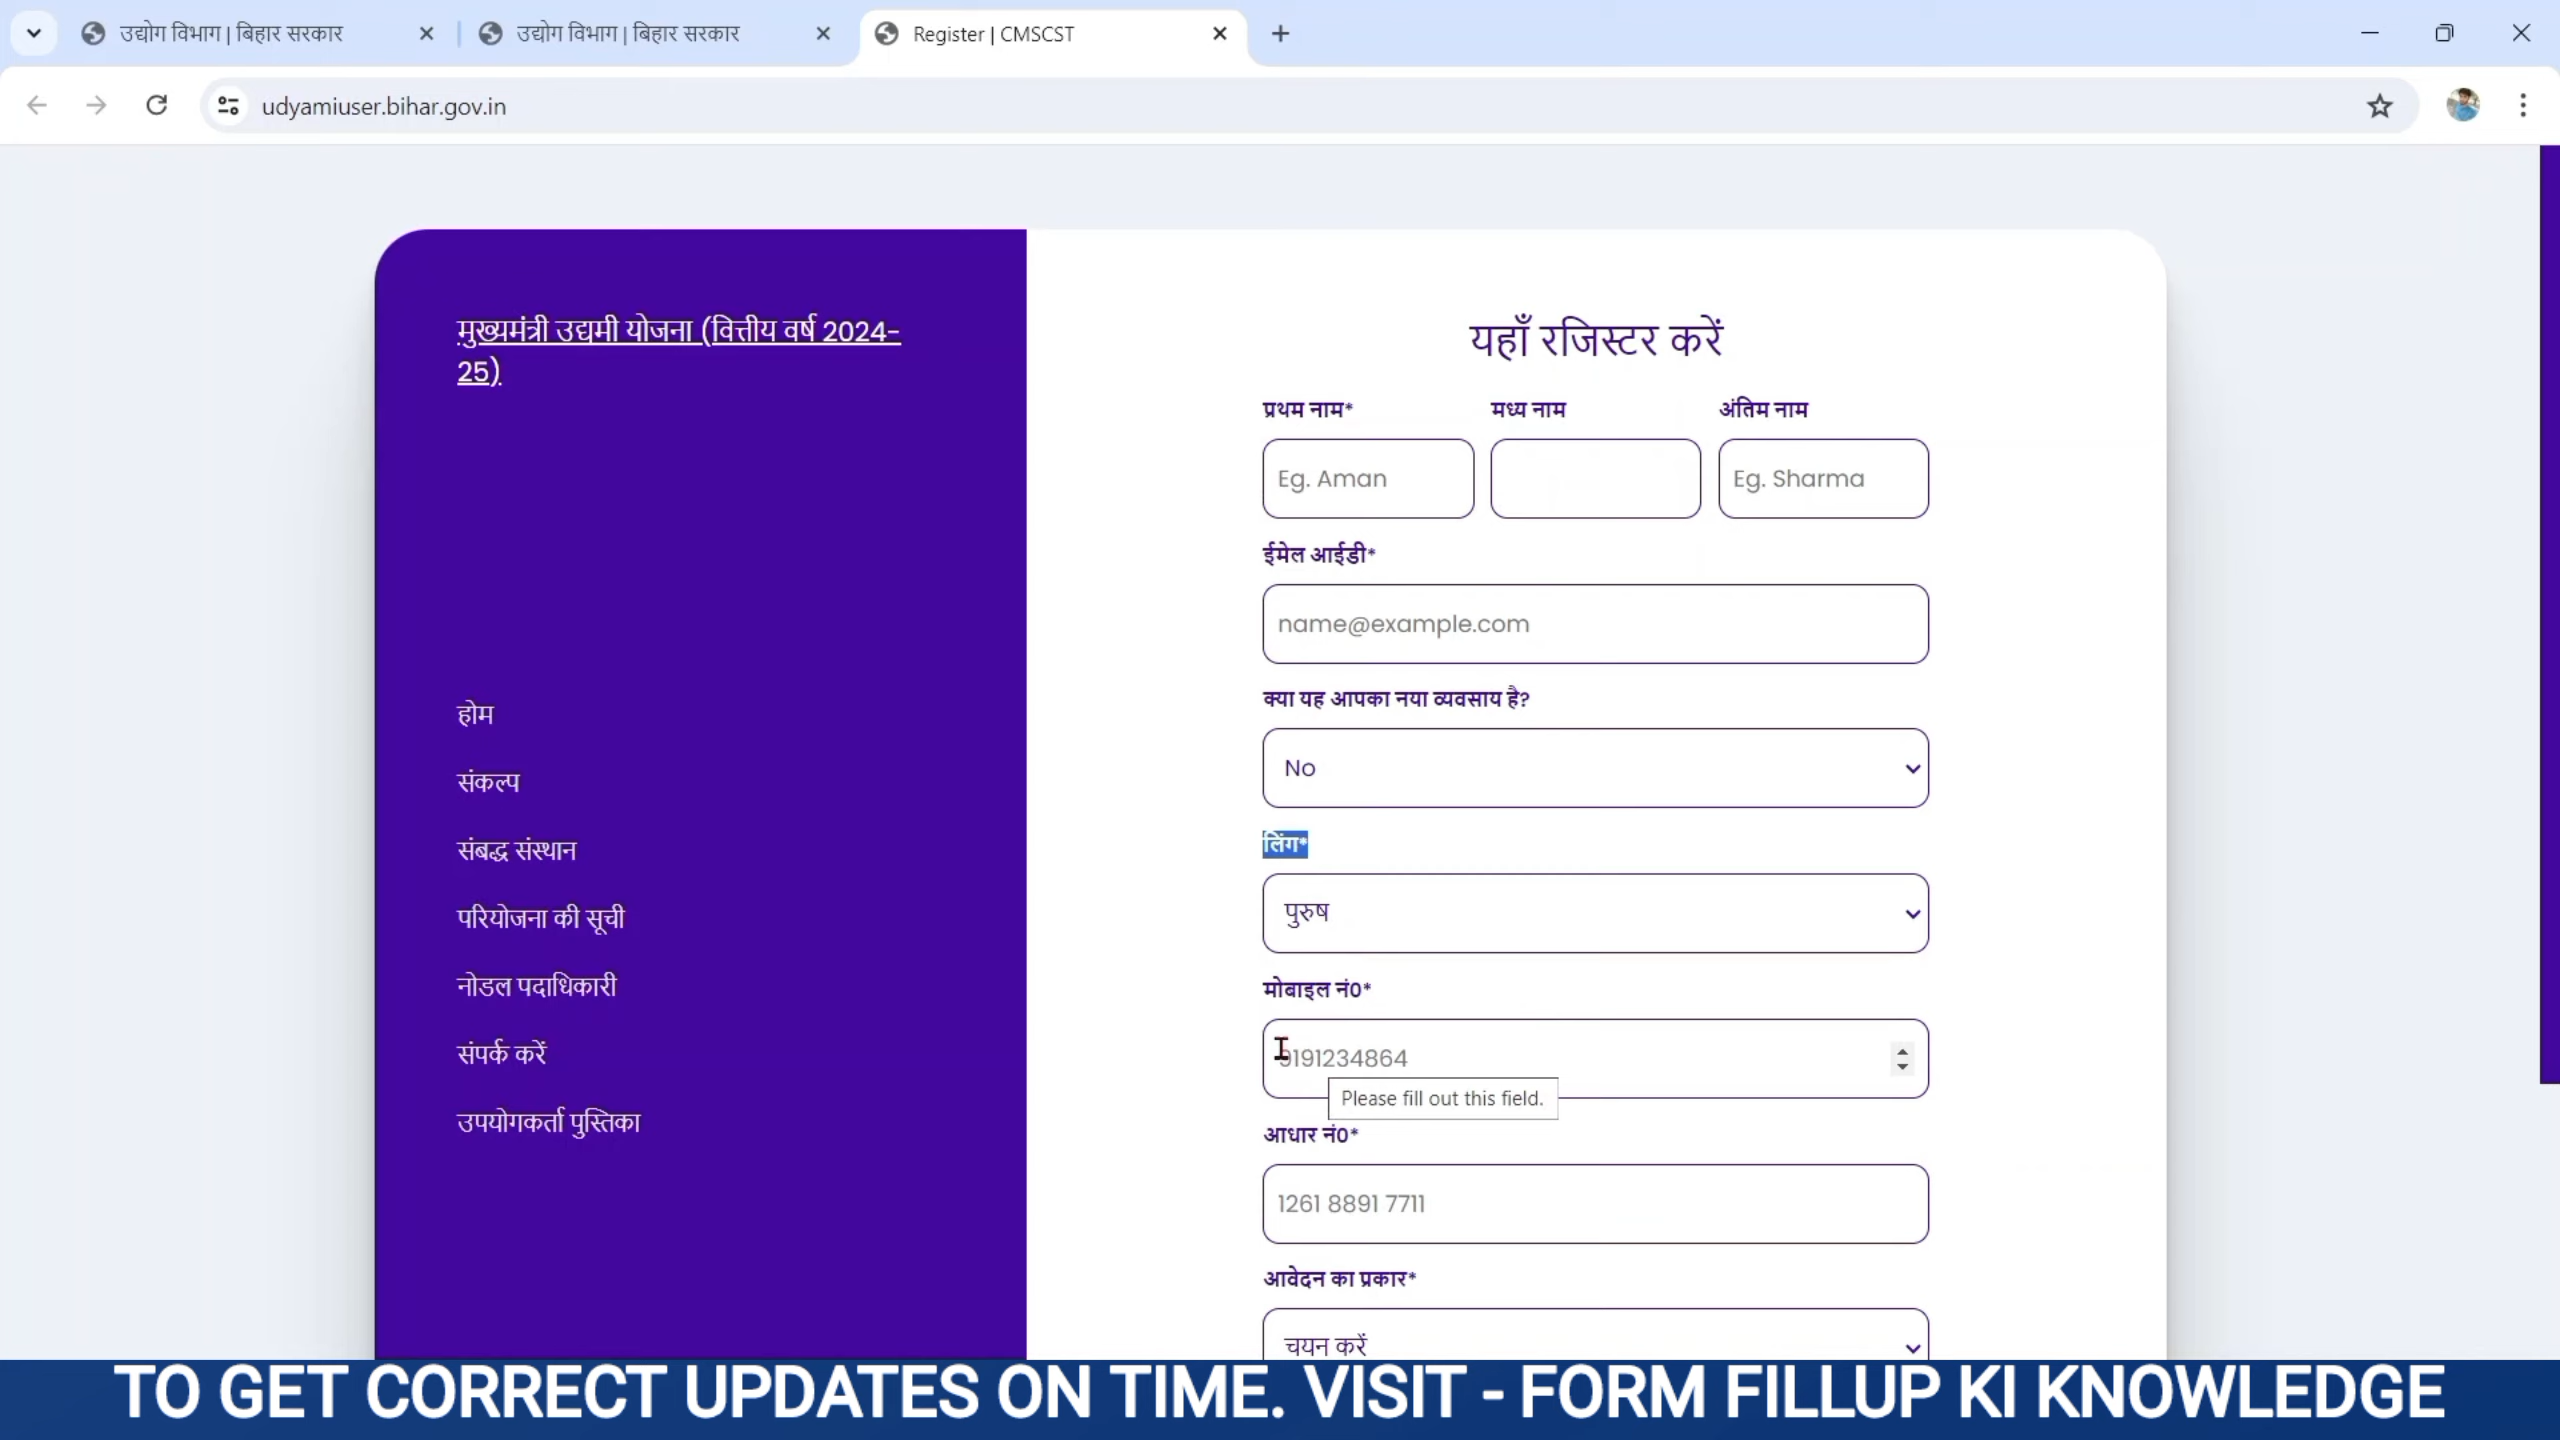 उद्योग विभाग | बिहार सरकार
उद्योग विभाग | बिहार सरकार
Register | CMSCST
udyamiuser.bihar.gov.in
मुख्यमंत्री उद्यमी योजना (वित्तीय वर्ष 2024-
25)
होम
संकल्प
संबद्ध संस्थान
परियोजना की सूची
नोडल पदाधिकारी
संपर्क करें
उपयोगकर्ता पुस्तिका
यहाँ रजिस्टर करें
प्रथम नाम* मध्य नाम अंतिम नाम
Eg. Aman Eg. Sharma
ईमेल आईडी*
name@example.com
क्या यह आपका नया व्यवसाय है?
No
लिंग*
पुरुष
मोबाइल नं0*
9191234864
Please fill out this field.
आधार नं0*
1261 8891 7711
आवेदन का प्रकार*
चयन करें
TO GET CORRECT UPDATES ON TIME. VISIT - FORM FILLUP KI KNOWLEDGE